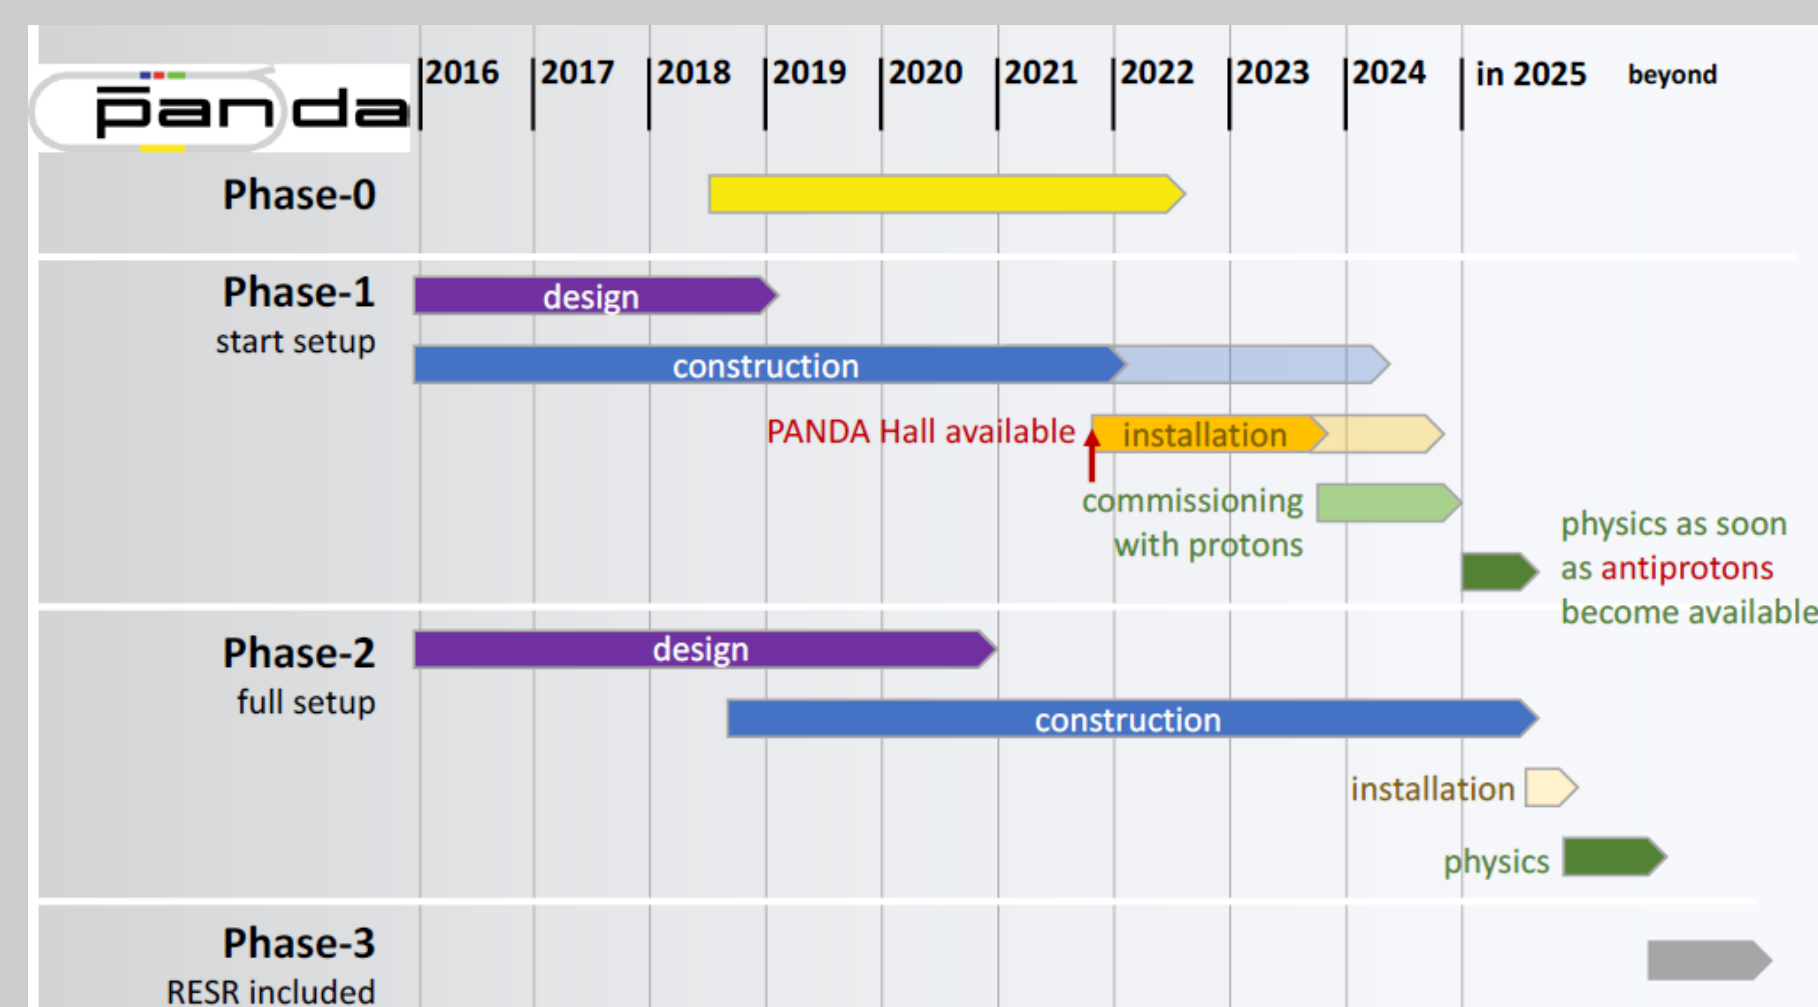 2016 2017 2018 2019 2020 2021 2022 2023 2024 in 2025 beyond
p̄anda
Phase-0
Phase-1
design
start setup
construction
PANDA Hall available
installation
commissioning
with protons
physics as soon
as antiprotons
become available
Phase-2
design
full setup
construction
installation
physics
Phase-3
RESR included